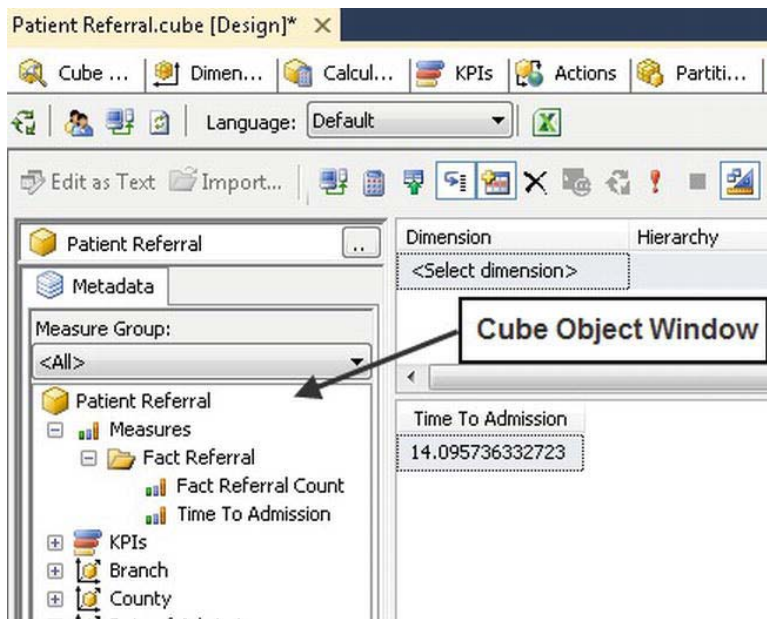 Patient Referral.cube [Design]*
Cube ... Dimen... Calcul... KPIs Actions Partiti...
Language: Default
Edit as Text Import...
Patient Referral ..
Metadata
Measure Group:
<All>
Patient Referral
Measures
Fact Referral
Fact Referral Count
Time To Admission
KPIs
Branch
County
Dimension Hierarchy
<Select dimension>
Cube Object Window
Time To Admission
14.095736332723